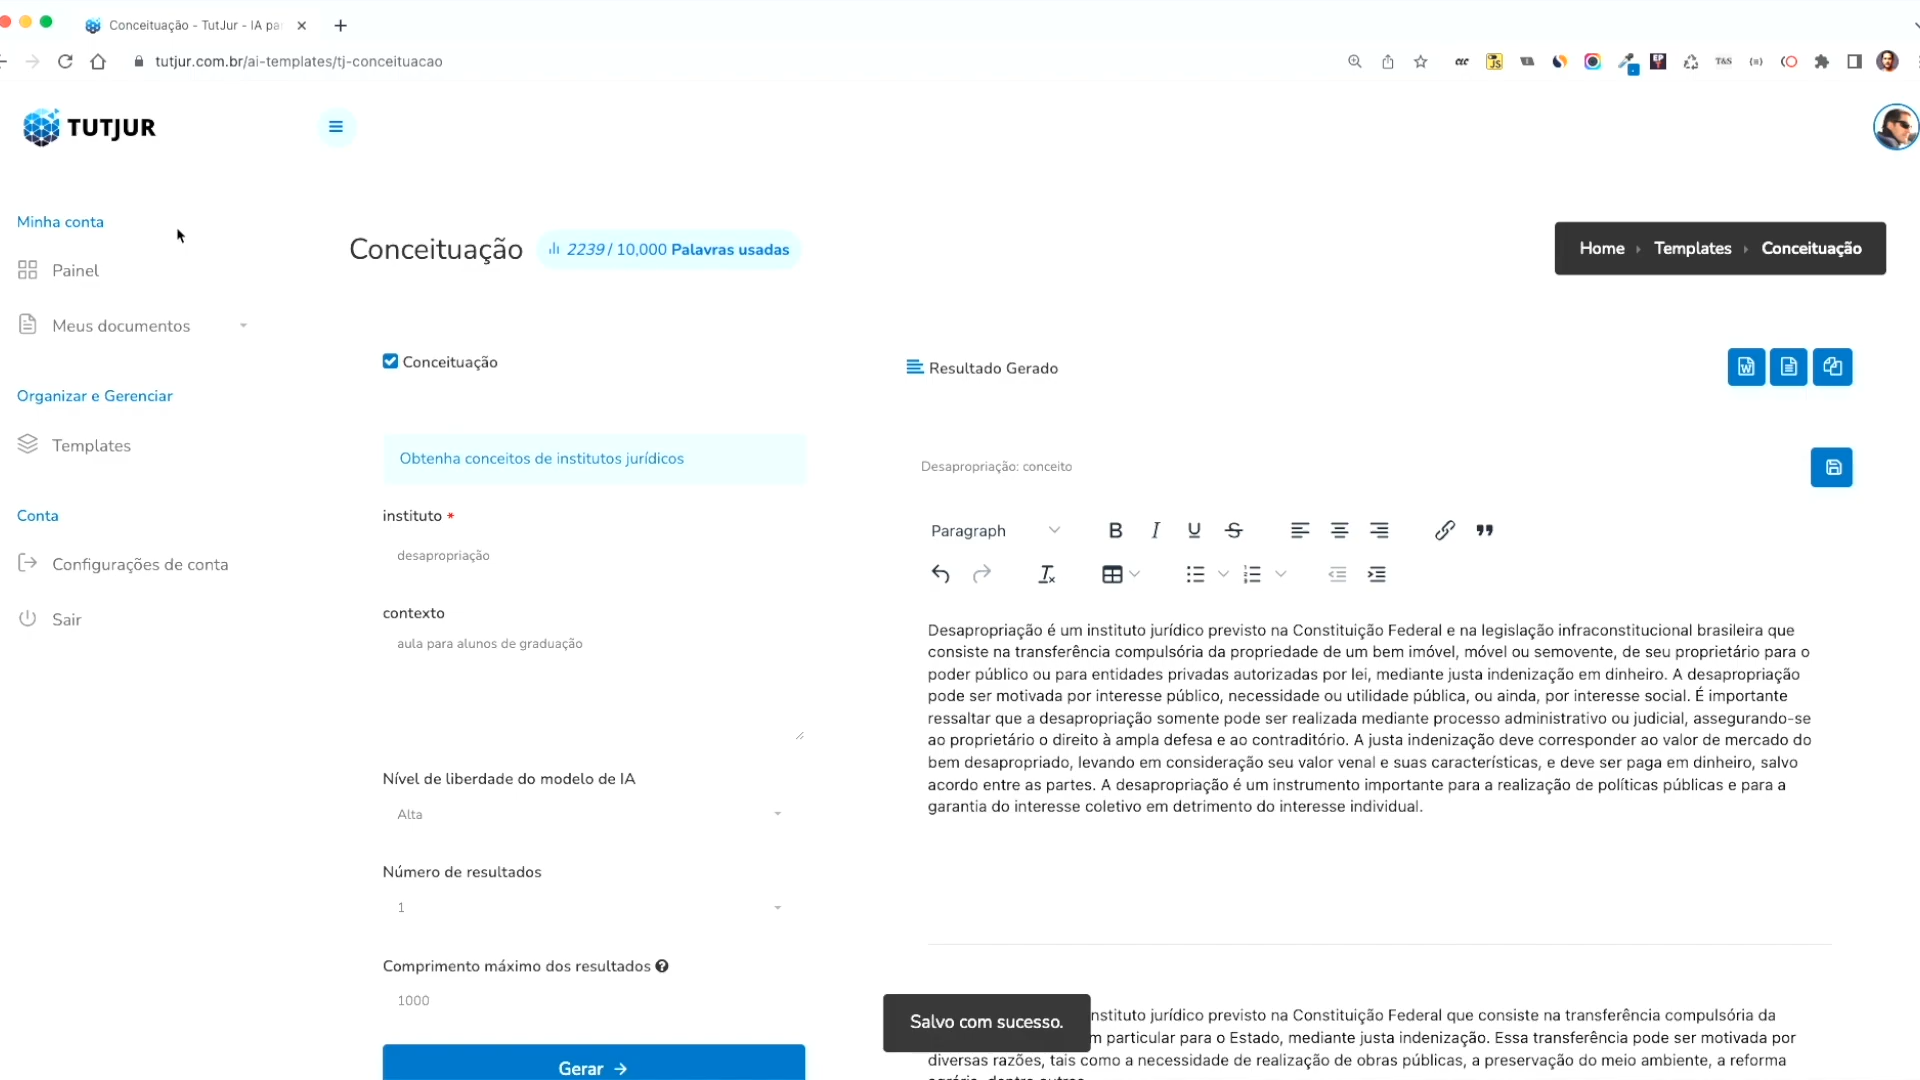 Conceituação - TutJur - IA pa
tutjur.com.br/ai-templates/tj-conceituacao
TUTJUR
Minha conta
Painel
Meus documentos
Organizar e Gerenciar
Templates
Conta
Configurações de conta
Sair
Conceituação
2239 / 10,000 Palavras usadas
Home
Templates
Conceituação
Conceituação
Obtenha conceitos de institutos jurídicos
instituto *
desapropriação
contexto
aula para alunos de graduação
Nível de liberdade do modelo de IA
Alta
Número de resultados
1
Comprimento máximo dos resultados
1000
Gerar →
Resultado Gerado
Desapropriação: conceito
Paragraph
Desapropriação é um instituto jurídico previsto na Constituição Federal e na legislação infraconstitucional brasileira que
consiste na transferência compulsória da propriedade de um bem imóvel, móvel ou semovente, de seu proprietário para o
poder público ou para entidades privadas autorizadas por lei, mediante justa indenização em dinheiro. A desapropriação
pode ser motivada por interesse público, necessidade ou utilidade pública, ou ainda, por interesse social. É importante
ressaltar que a desapropriação somente pode ser realizada mediante processo administrativo ou judicial, assegurando-se
ao proprietário o direito à ampla defesa e ao contraditório. A justa indenização deve corresponder ao valor de mercado do
bem desapropriado, levando em consideração seu valor venal e suas características, e deve ser paga em dinheiro, salvo
acordo entre as partes. A desapropriação é um instrumento importante para a realização de políticas públicas e para a
garantia do interesse coletivo em detrimento do interesse individual.
Salvo com sucesso.
nstituto jurídico previsto na Constituição Federal que consiste na transferência compulsória da
m particular para o Estado, mediante justa indenização. Essa transferência pode ser motivada por
diversas razões, tais como a necessidade de realização de obras públicas, a preservação do meio ambiente, a reforma